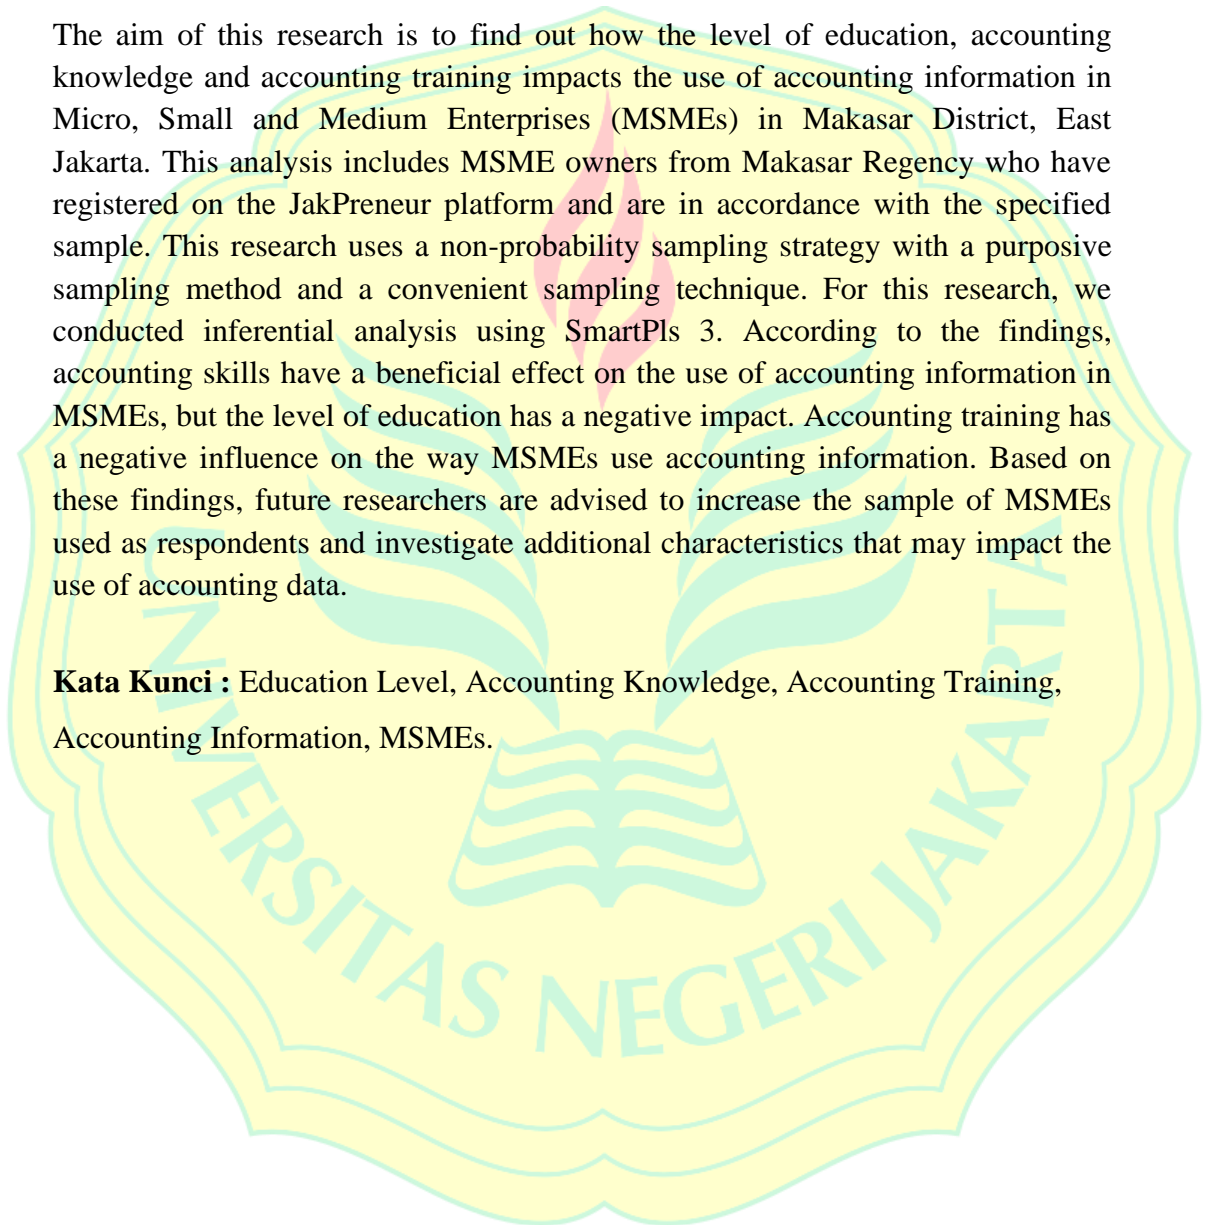 The aim of this research is to find out how the level of education, accounting
knowledge and accounting training impacts the use of accounting information in
Micro, Small and Medium Enterprises (MSMEs) in Makasar District, East
Jakarta. This analysis includes MSME owners from Makasar Regency who have
registered on the JakPreneur platform and are in accordance with the specified
sample. This research uses a non-probability sampling strategy with a purposive
sampling method and a convenient sampling technique. For this research, we
conducted inferential analysis using SmartPls 3. According to the findings,
accounting skills have a beneficial effect on the use of accounting information in
MSMEs, but the level of education has a negative impact. Accounting training has
a negative influence on the way MSMEs use accounting information. Based on
these findings, future researchers are advised to increase the sample of MSMEs
used as respondents and investigate additional characteristics that may impact the
use of accounting data.
Kata Kunci : Education Level, Accounting Knowledge, Accounting Training,
Accounting Information, MSMEs.
UNIVERSITAS NEGERI JAKARTA